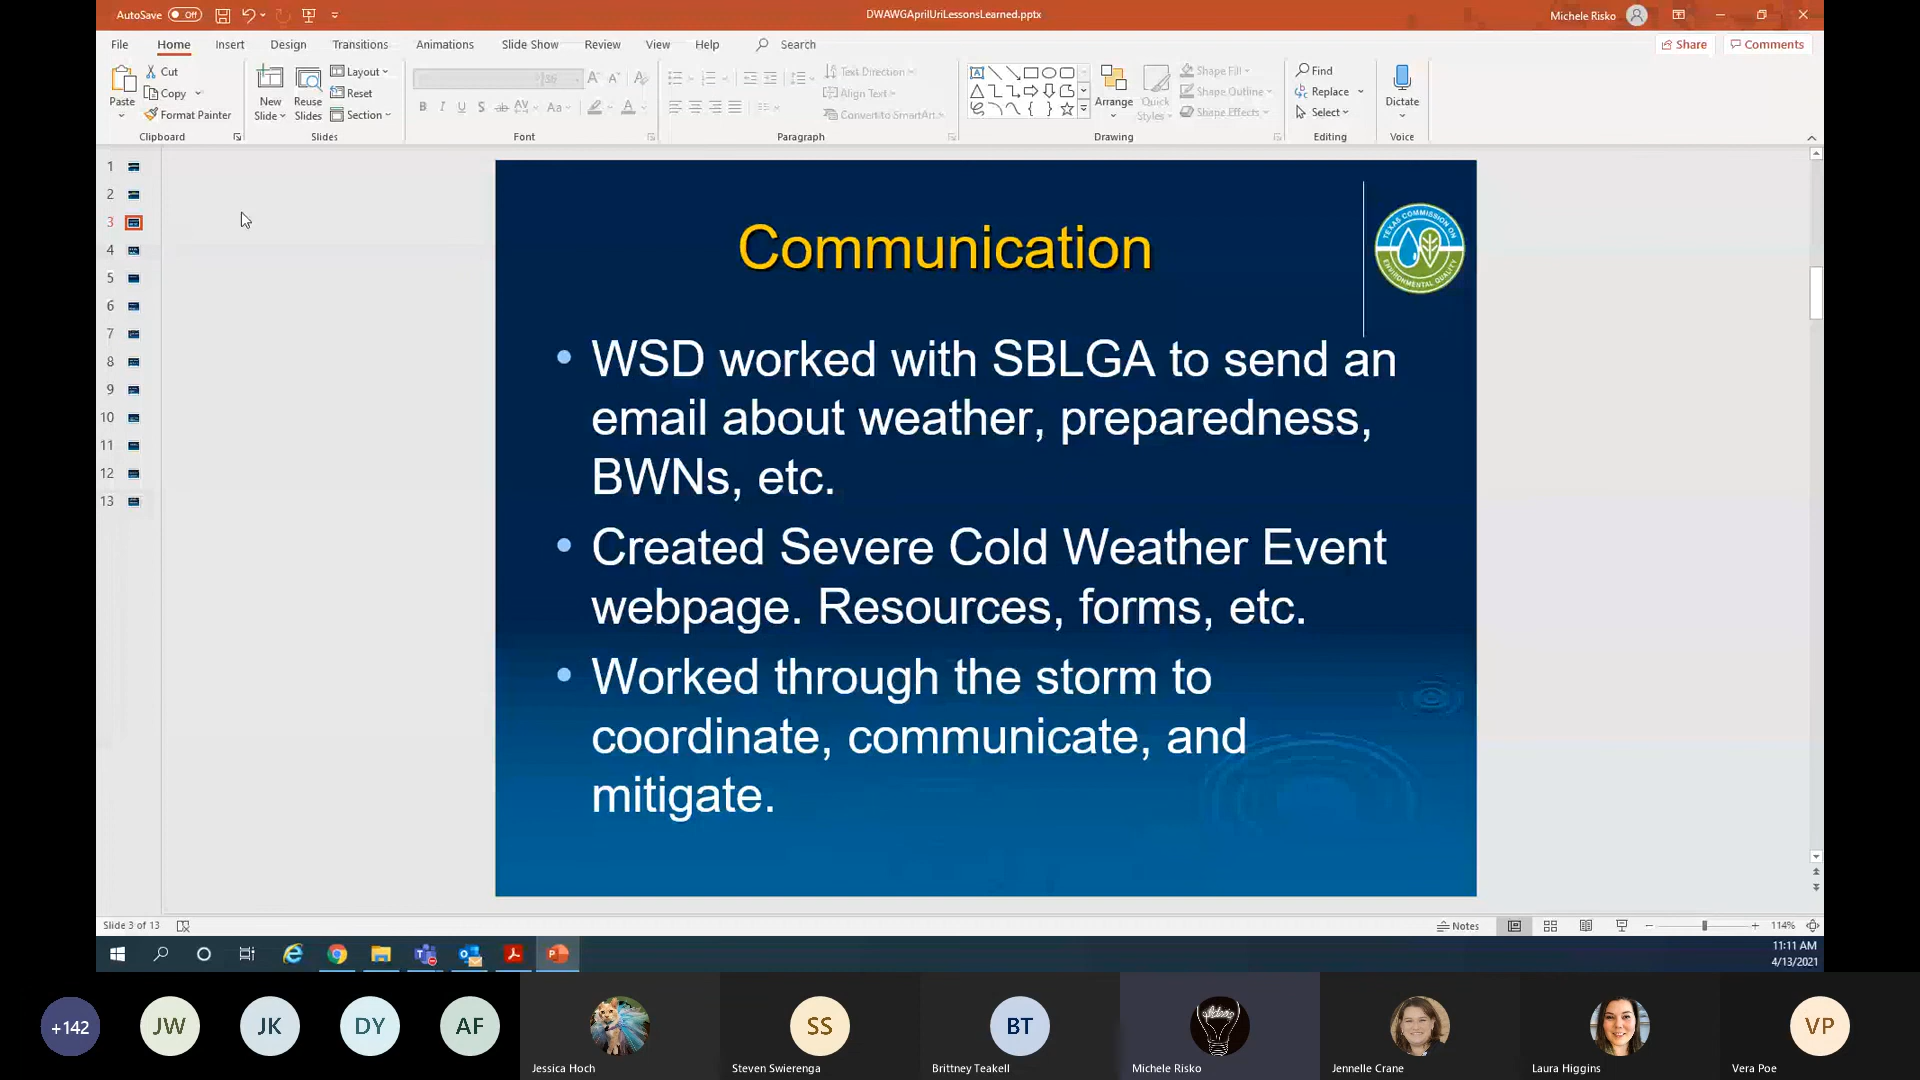 AutoSave Off
DWAWGAprilUriLessonsLearned.pptx
Michele Risko
File Home Insert Design Transitions Animations Slide Show Review View Help Search
Share Comments
Paste
Cut
Copy
Format Painter
Clipboard
New Slide
Reuse Slides
Layout
Reset
Section
Slides
Font
Text Direction
Align Text
Convert to SmartArt
Paragraph
Arrange
Quick Styles
Shape Fill
Shape Outline
Shape Effects
Drawing
Find
Replace
Select
Editing
Dictate
Voice
1
2
3
4
5
6
7
8
9
10
11
12
13
Communication
TEXAS COMMISSION ON
ENVIRONMENTAL QUALITY
• WSD worked with SBLGA to send an
email about weather, preparedness,
BWNs, etc.
• Created Severe Cold Weather Event
webpage. Resources, forms, etc.
• Worked through the storm to
coordinate, communicate, and
mitigate.
Slide 3 of 13
Notes
114%
11:11 AM
4/13/2021
+142 JW JK DY AF SS BT VP
Jessica Hoch Steven Swierenga Brittney Teakell Michele Risko Jennelle Crane Laura Higgins Vera Poe